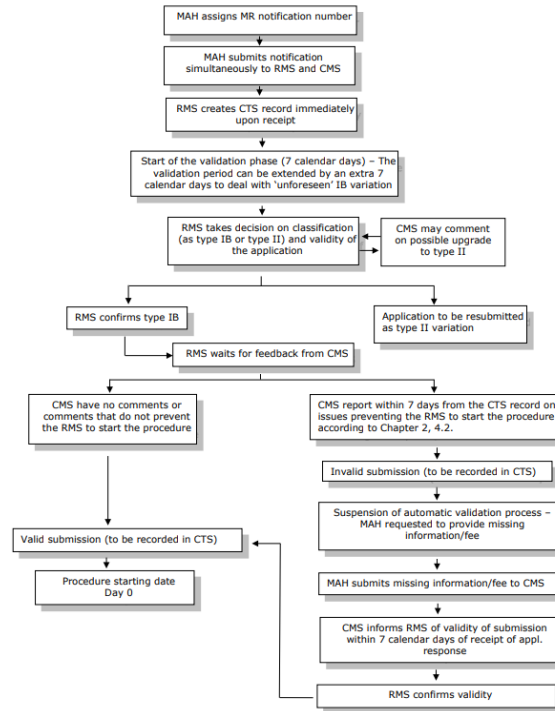 MAH assigns MR notification number
MAH submits notification
simultaneously to RMS and CMS
RMS creates CTS record immediately
upon receipt
Start of the validation phase (7 calendar days) – The
validation period can be extended by an extra 7
calendar days to deal with ‘unforeseen’ IB variation
RMS takes decision on classification
(as type IB or type II) and validity of
the application
CMS may comment
on possible upgrade
to type II
RMS confirms type IB
Application to be resubmitted
as type II variation
RMS waits for feedback from CMS
CMS have no comments or
comments that do not prevent
the RMS to start the procedure
CMS report within 7 days from the CTS record on
issues preventing the RMS to start the procedure
according to Chapter 2, 4.2.
Invalid submission (to be recorded in CTS)
Suspension of automatic validation process –
MAH requested to provide missing
information/fee
Valid submission (to be recorded in CTS)
Procedure starting date
Day 0
MAH submits missing information/fee to CMS
CMS informs RMS of validity of submission
within 7 calendar days of receipt of appl.
response
RMS confirms validity